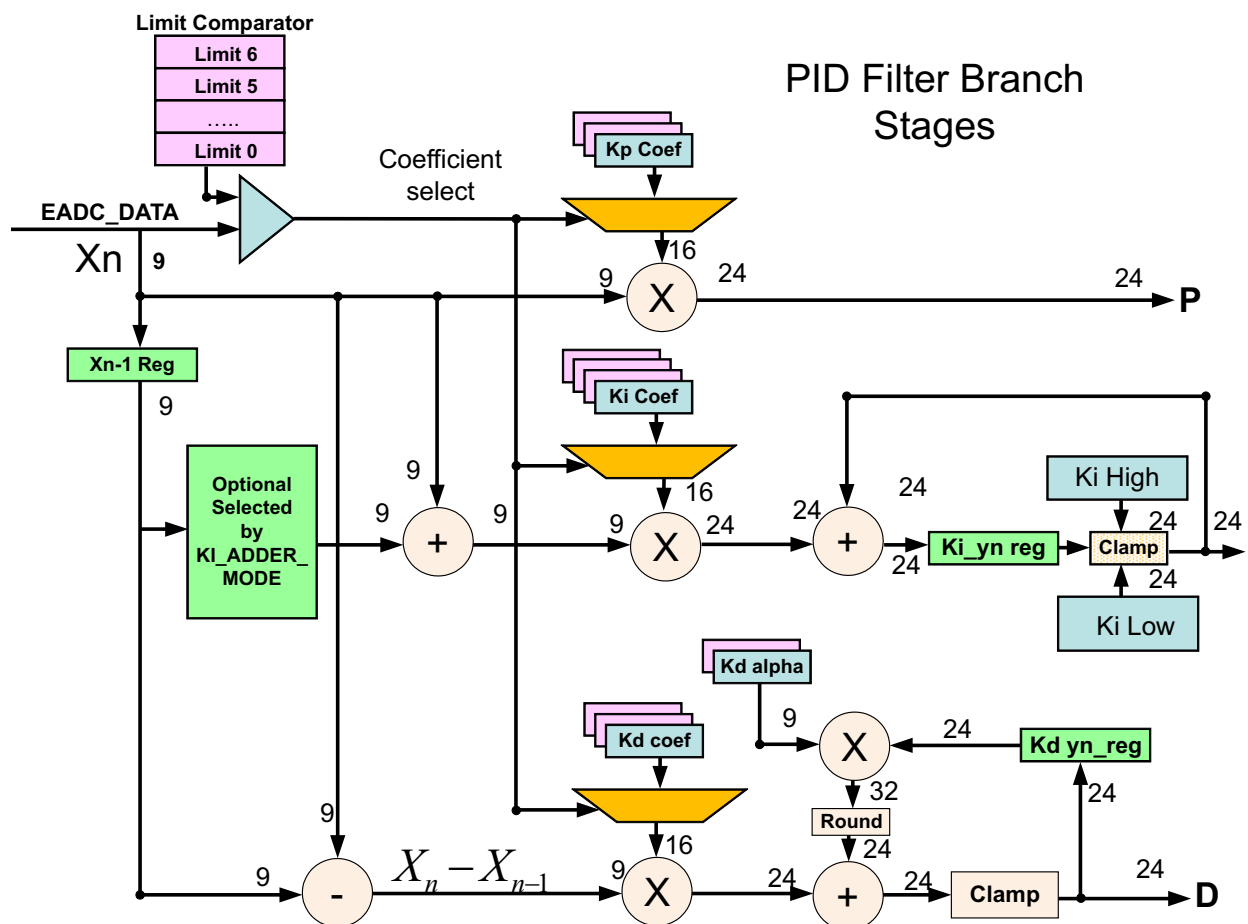 Limit Comparator
Limit 6
Limit 5
.....
Limit 0
PID Filter Branch
Stages
Kp Coef
Coefficient
select
EADC_DATA
Xn
9
16
9
X
24
24
P
Xn-1 Reg
9
Ki Coef
Optional
Selected
by
KI_ADDER_
MODE
9
9
+
9
16
9
X
24
24
+
24
24
Ki_yn reg
Ki High
24
Clamp
24
24
Ki Low
Kd alpha
9
X
24
Kd yn_reg
32
Round
24
24
Kd coef
16
9
9
-
Xn – Xn–1
9
X
24
+
24
Clamp
24
D